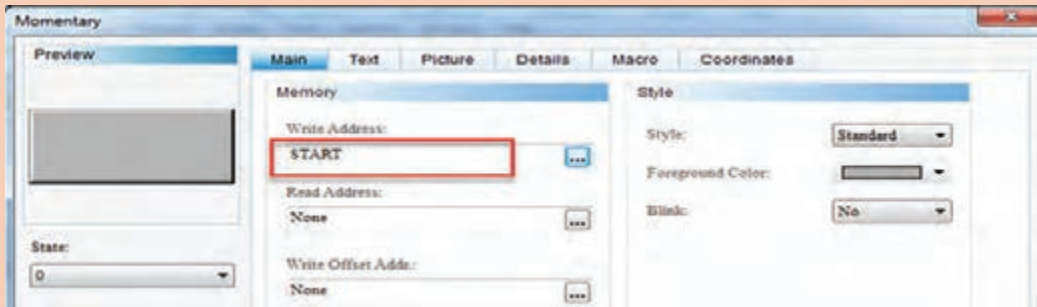 Momentary
Preview
Main Text Picture Details Macro Coordinates
Memory
Style
Write Address:
START
...
Style:
Standard
Read Address:
None
...
Foreground Color:
Blink:
No
State:
0
Write Offset Addr.:
None
...